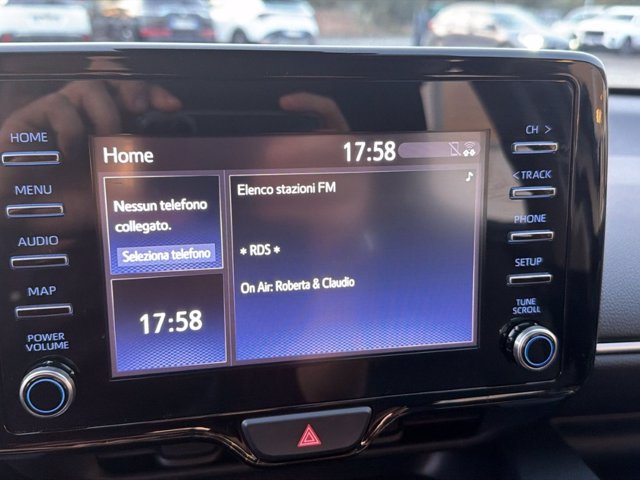 HOME
MENU
AUDIO
MAP
POWER
VOLUME
Home
17:58
Nessun telefono
collegato.
Seleziona telefono
17:58
Elenco stazioni FM
* RDS *
On Air: Roberta & Claudio
CH >
< TRACK
PHONE
SETUP
TUNE
SCROLL